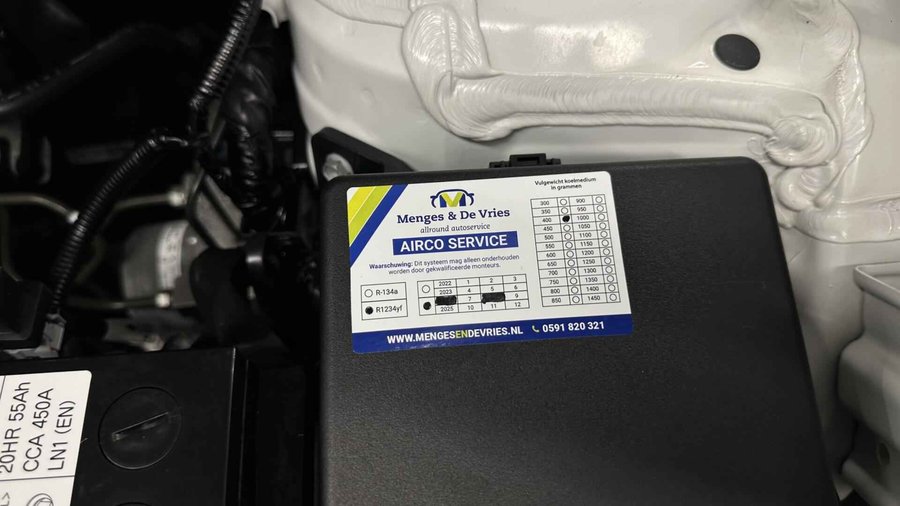 Menges & De Vries
allround autoservice
AIRCO SERVICE
Waarschuwing: Dit systeem mag alleen onderhouden
worden door gekwalificeerde monteurs.
R-134a
R1234yf
2022 1 2 3
2023 4 5 6
7 9
2025 10 11 12
Vulgewicht koelmedium
in grammen
300 900
350 950
400 1000
450 1050
500 1100
550 1150
600 1200
650 1250
700 1300
750 1350
800 1400
850 1450
WWW.MENGESENDEVRIES.NL 0591 820 321
20HR 55Ah
CCA 450A
LN1 (EN)